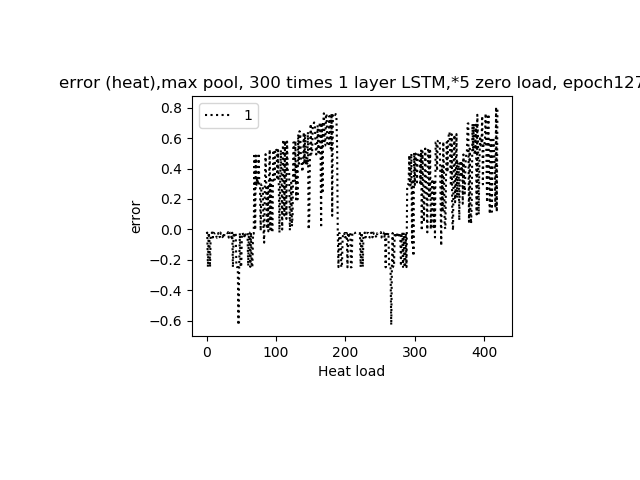 error (heat),max pool, 300 times 1 layer LSTM,*5 zero load, epoch127
1
0.8
0.6
0.4
0.2
0.0
−0.2
−0.4
−0.6
error
0 100 200 300 400
Heat load